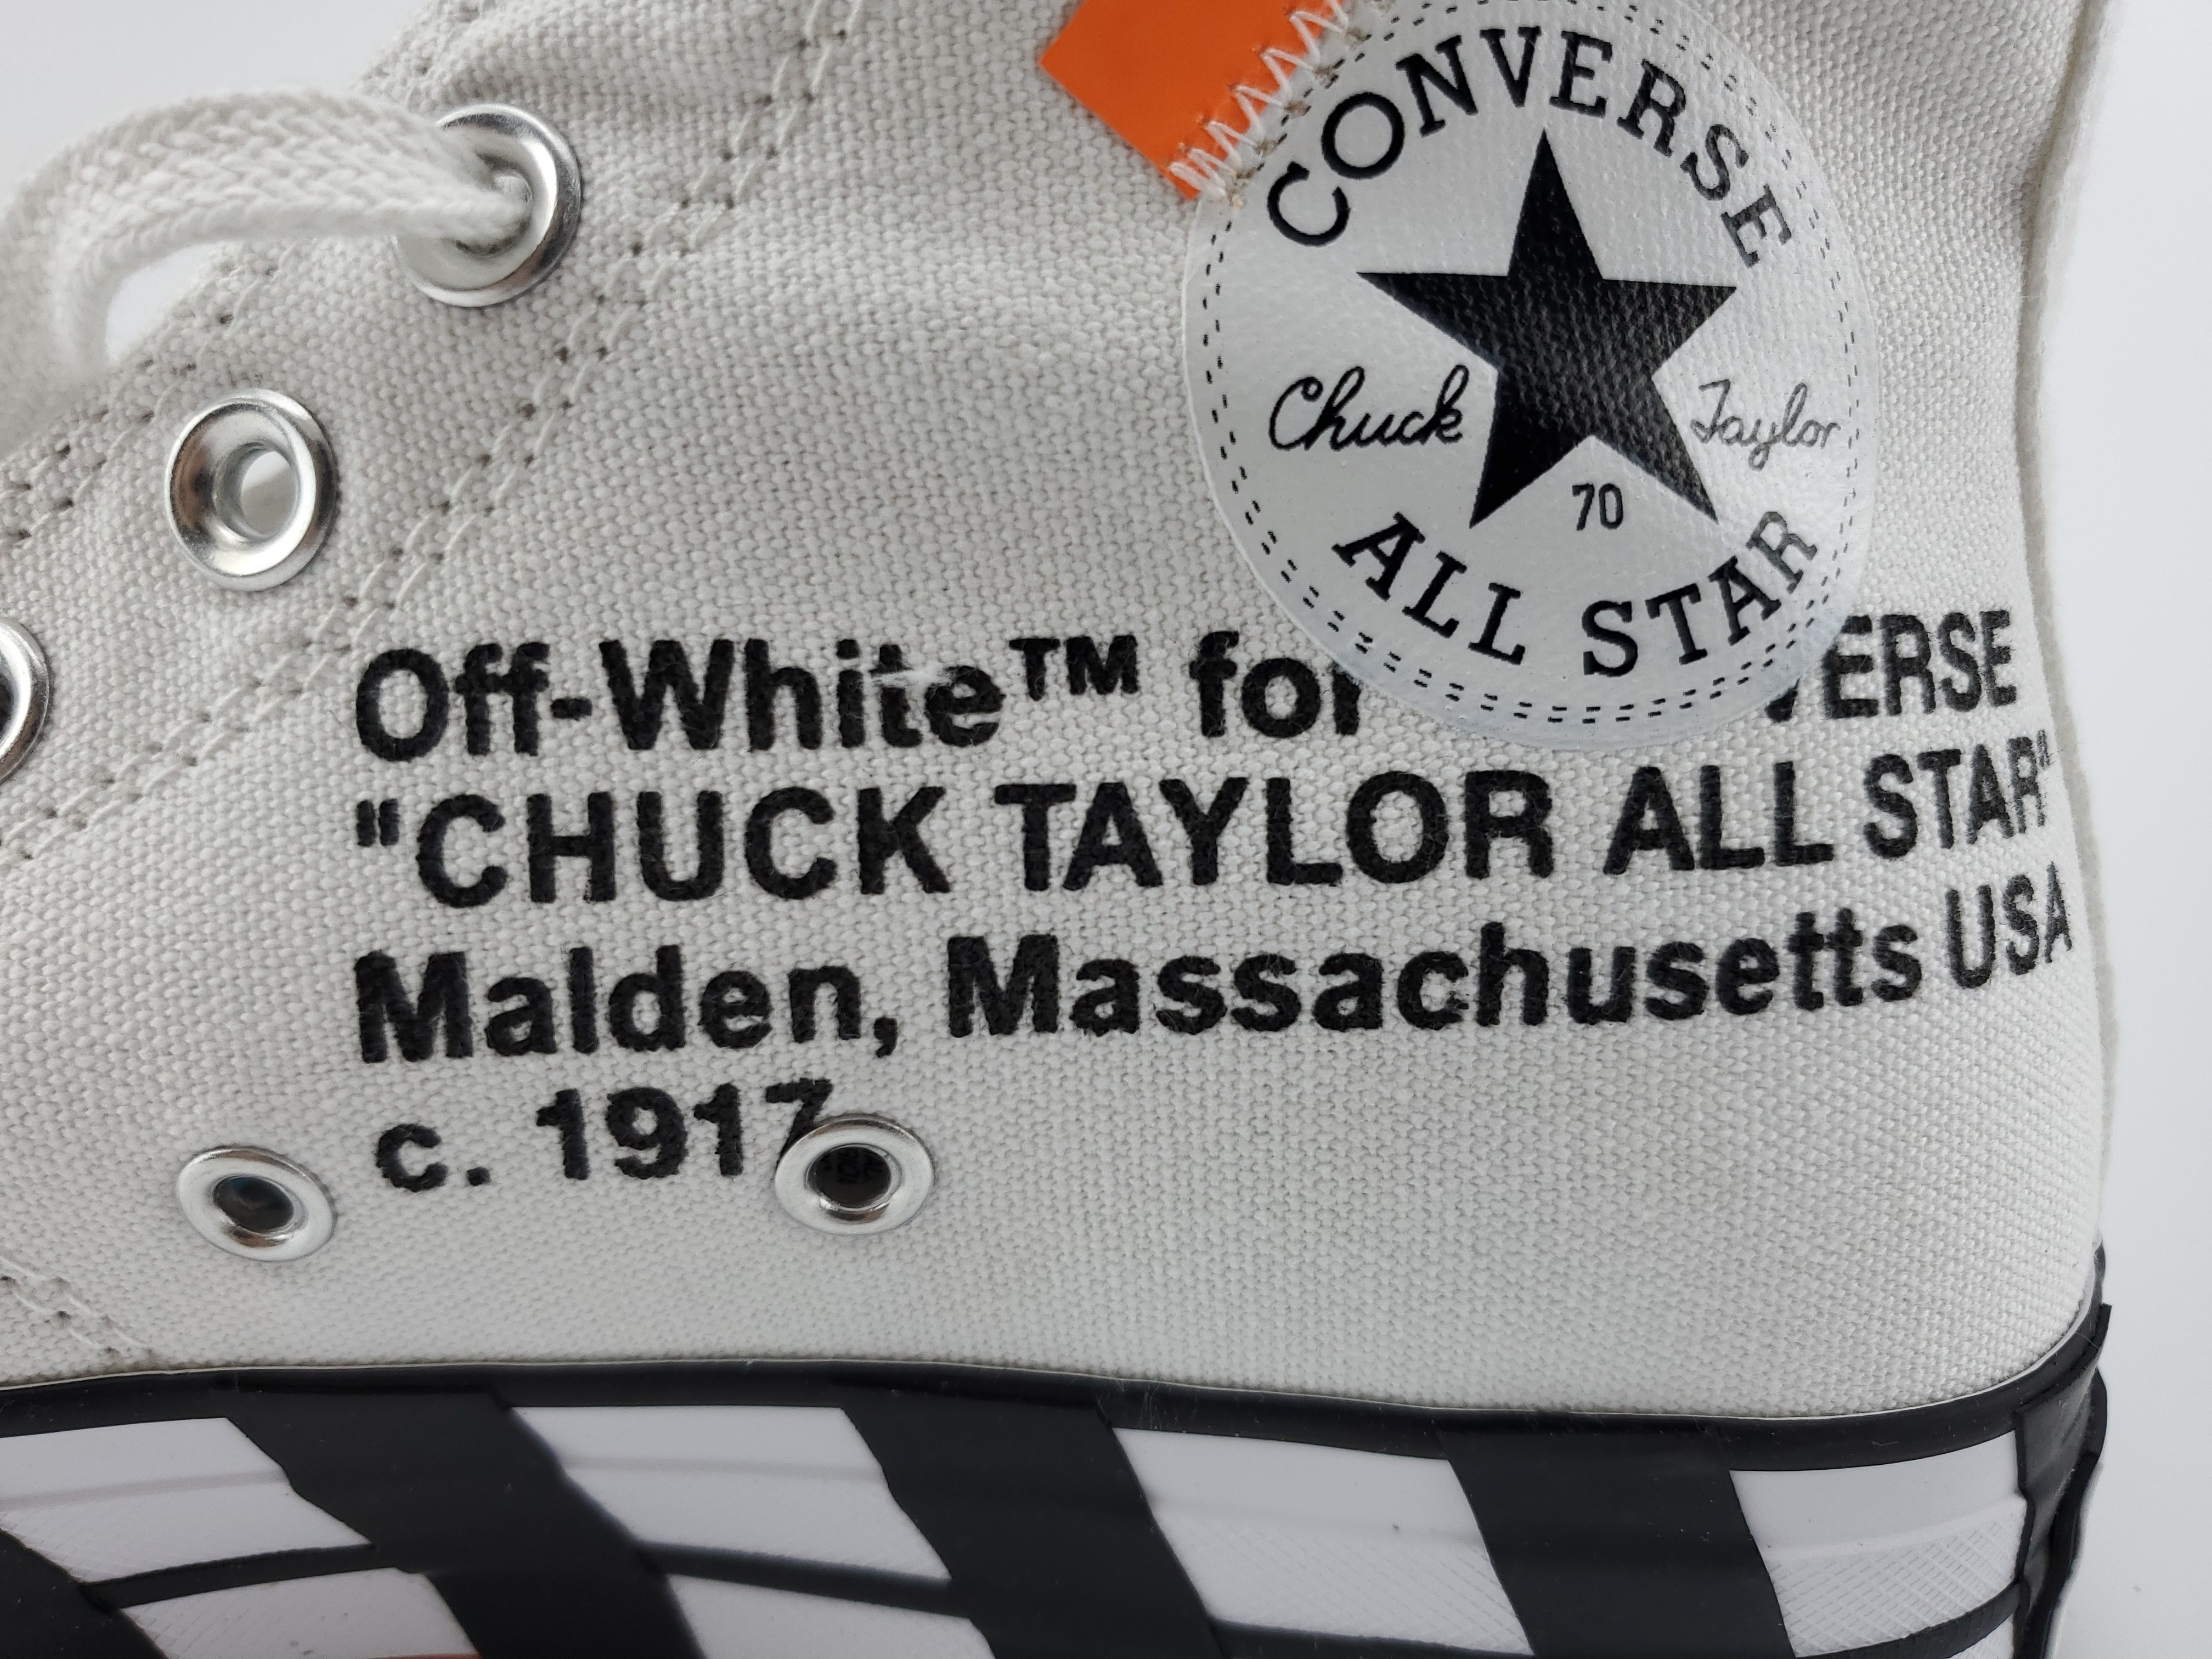 CONVERSE
Chuck Taylor
70
ALL STAR
Off-White™ for VERSE
"CHUCK TAYLOR ALL STAR"
Malden, Massachusetts USA
c. 1917